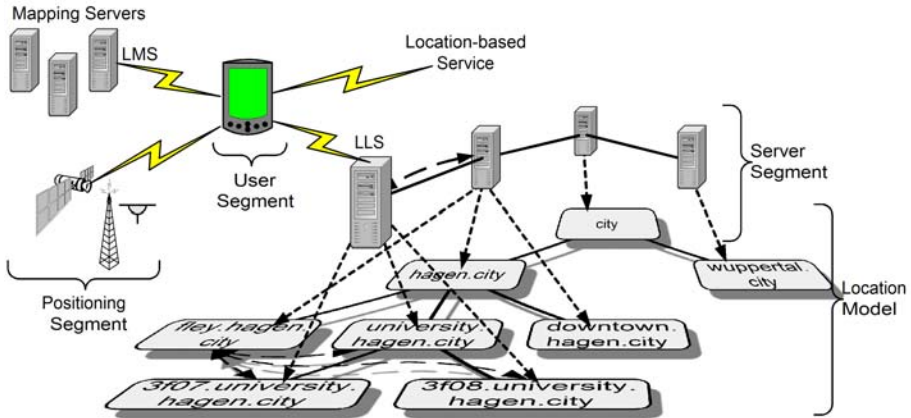 Mapping Servers
LMS
Location-based
Service
LLS
User
Segment
Server
Segment
Positioning
Segment
city
hagen.city
wuppertal.
city
Location
Model
fley.hagen.
city
university.
hagen.city
downtown.
hagen.city
3f07.university.
hagen.city
3f08.university.
hagen.city